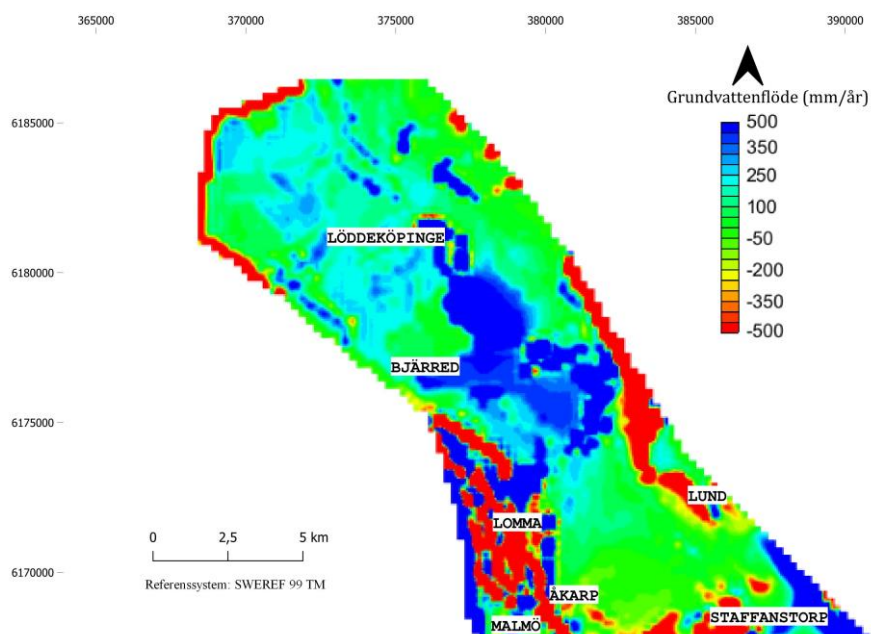 365000 370000 375000 380000 385000 390000
Grundvattenflöde (mm/år)
6185000
500
350
250
100
-50
-200
-350
-500
LÖDDEKÖPINGE
6180000
BJÄRRED
6175000
LUND
LOMMA
0 2,5 5 km
6170000
Referenssystem: SWEREF 99 TM
ÅKARP
STAFFANSTORP
MALMÖ